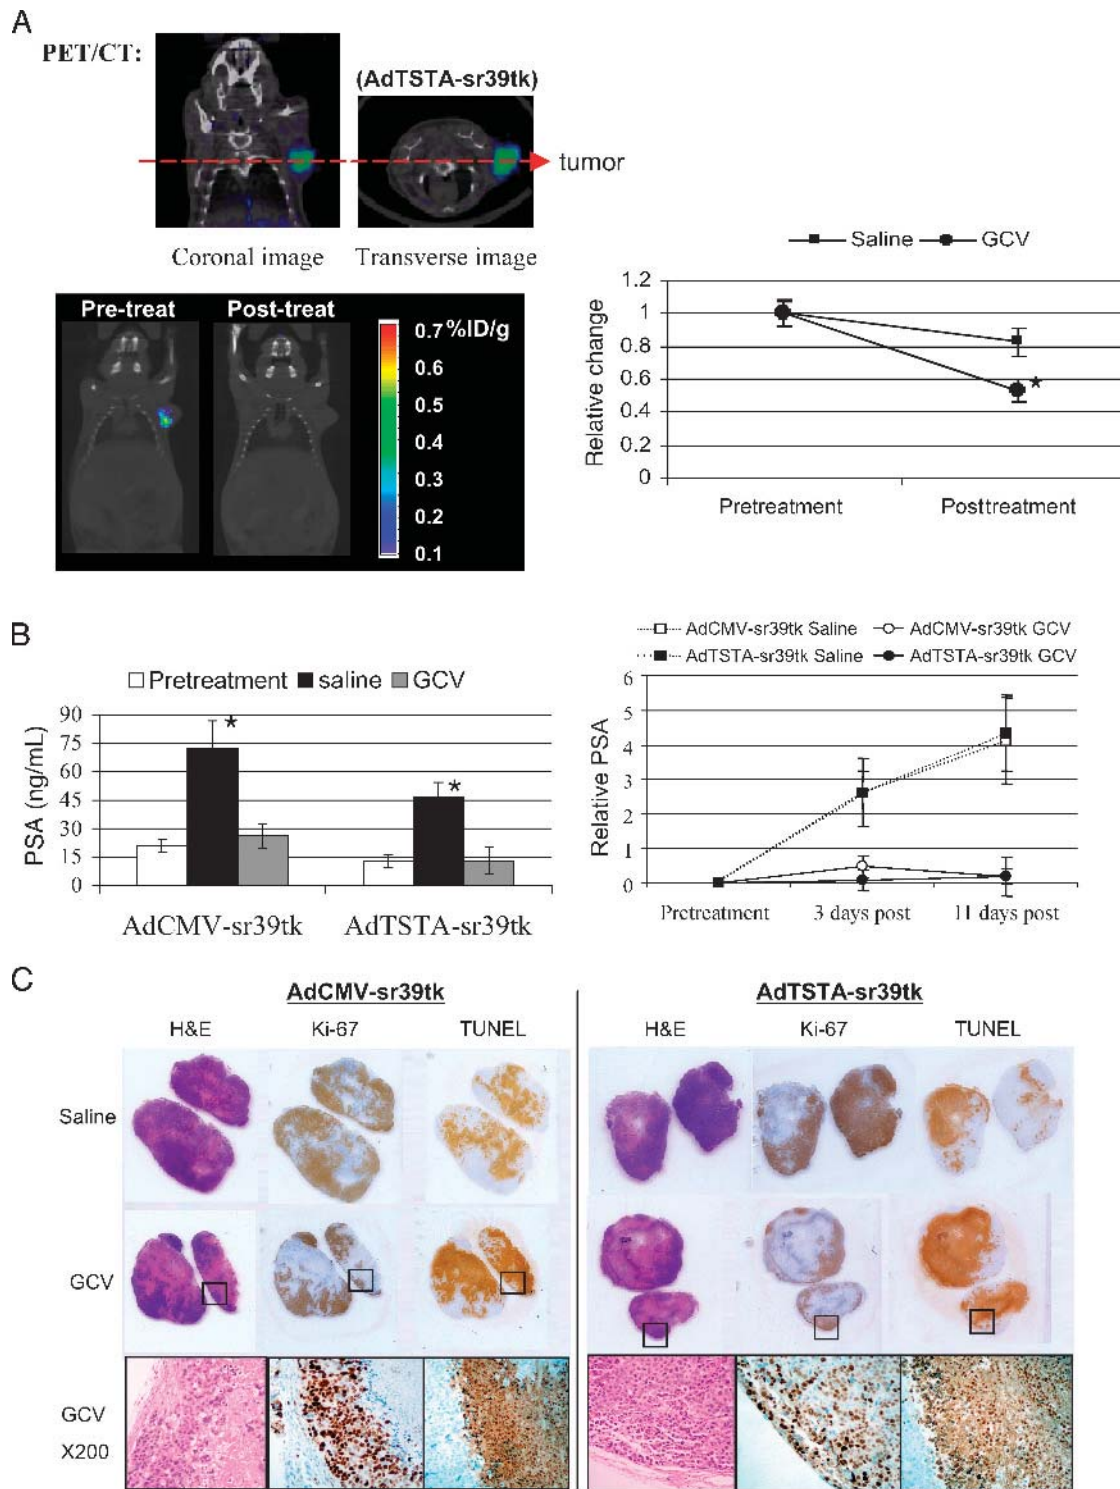 A
PET/CT:
(AdTSTA-sr39tk)
tumor
Coronal image
Transverse image
Pre-treat
Post-treat
0.7 %ID/g
0.6
0.5
0.4
0.3
0.2
0.1
Saline
GCV
Relative change
1.2
1
0.8
0.6
0.4
0.2
0
*
Pretreatment
Posttreatment
B
Pretreatment
saline
GCV
PSA (ng/mL)
90
75
60
45
30
15
0
*
*
AdCMV-sr39tk
AdTSTA-sr39tk
AdCMV-sr39tk Saline
AdCMV-sr39tk GCV
AdTSTA-sr39tk Saline
AdTSTA-sr39tk GCV
Relative PSA
6
5
4
3
2
1
0
Pretreatment
3 days post
11 days post
C
AdCMV-sr39tk
AdTSTA-sr39tk
H&E
Ki-67
TUNEL
H&E
Ki-67
TUNEL
Saline
GCV
GCV
X200